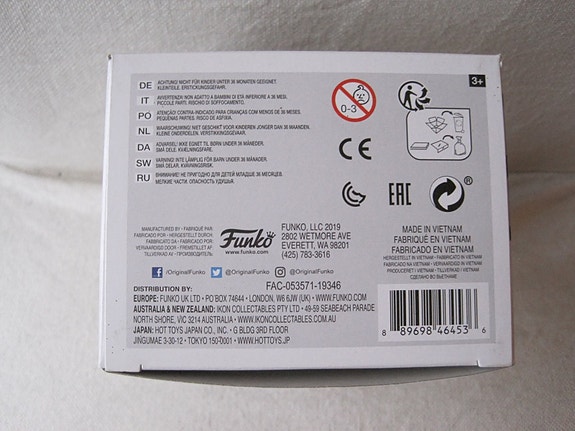 DE ACHTUNG! NICHT FÜR KINDER UNTER 36 MONATEN GEEIGNET.
KLEINTEILE. ERSTICKUNGSGEFAHR.
IT AVVERTENZA: NON ADATTO A BAMBINI DI ETÀ INFERIORE A 36 MESI.
PICCOLE PARTI. RISCHIO DI SOFFOCAMENTO.
PO ATENÇÃO: CONTRA-INDICADO PARA CRIANÇAS COM MENOS DE 36 MESES.
PEQUENAS PARTES. RISCO DE ASFIXIA.
NL WAARSCHUWING: NIET GESCHIKT VOOR KINDEREN JONGER DAN 36 MAANDEN.
KLEINE ONDERDELEN. VERSTIKKINGSGEVAAR.
DA ADVARSEL! IKKE EGNET TIL BØRN UNDER 36 MÅNEDER.
SMÅ DELE. KVÆLNINGSFARE.
SW VARNING! INTE LÄMPLIG FÖR BARN UNDER 36 MÅNADER.
SMÅ DELAR. KVÄVNINGSRISK.
RU ВНИМАНИЕ! НЕ ПРИГОДНО ДЛЯ ДЕТЕЙ МЛАДШЕ 36 МЕСЯЦЕВ.
МЕЛКИЕ ЧАСТИ. ОПАСНОСТЬ УДУШЬЯ.
0-3
3+
CE
EAC
®
MANUFACTURED BY • FABRIQUÉ PAR
FABRICADO POR • HERGESTELLT DURCH
FABBRICATO DA • FABRICADO POR
VERVAARDIGD DOOR • FREMSTILLET AF
TILLVERKAD AV • ПРОИЗВОДИТЕЛЬ
Funko
www.funko.com
FUNKO, LLC 2019
2802 WETMORE AVE
EVERETT, WA 98201
(425) 783-3616
MADE IN VIETNAM
FABRIQUÉ EN VIETNAM
FABRICADO EN VIETNAM
HERGESTELLT IN VIETNAM • FABBRICATO IN VIETNAM
FABRICADO NA VIETNAM • VERVAARDIGD IN VIETNAM
PRODUCERET I VIETNAM • TILLVERKAD I VIETNAM
СДЕЛАНО ВО ВЬЕТНАМЕ
/OriginalFunko @OriginalFunko @OriginalFunko
FAC-053571-19346
DISTRIBUTION BY:
EUROPE: FUNKO UK LTD • PO BOX 74644 • LONDON, W6 6JW (UK) • WWW.FUNKO.COM
AUSTRALIA & NEW ZEALAND: IKON COLLECTABLES PTY LTD • 49-59 SEABEACH PARADE
NORTH SHORE, VIC 3214 AUSTRALIA • WWW.IKONCOLLECTABLES.COM.AU
JAPAN: HOT TOYS JAPAN CO., INC. • G BLDG 3RD FLOOR
JINGUMAE 3-30-12 • TOKYO 150-0001 • WWW.HOTTOYS.JP
8 89698 46453 6